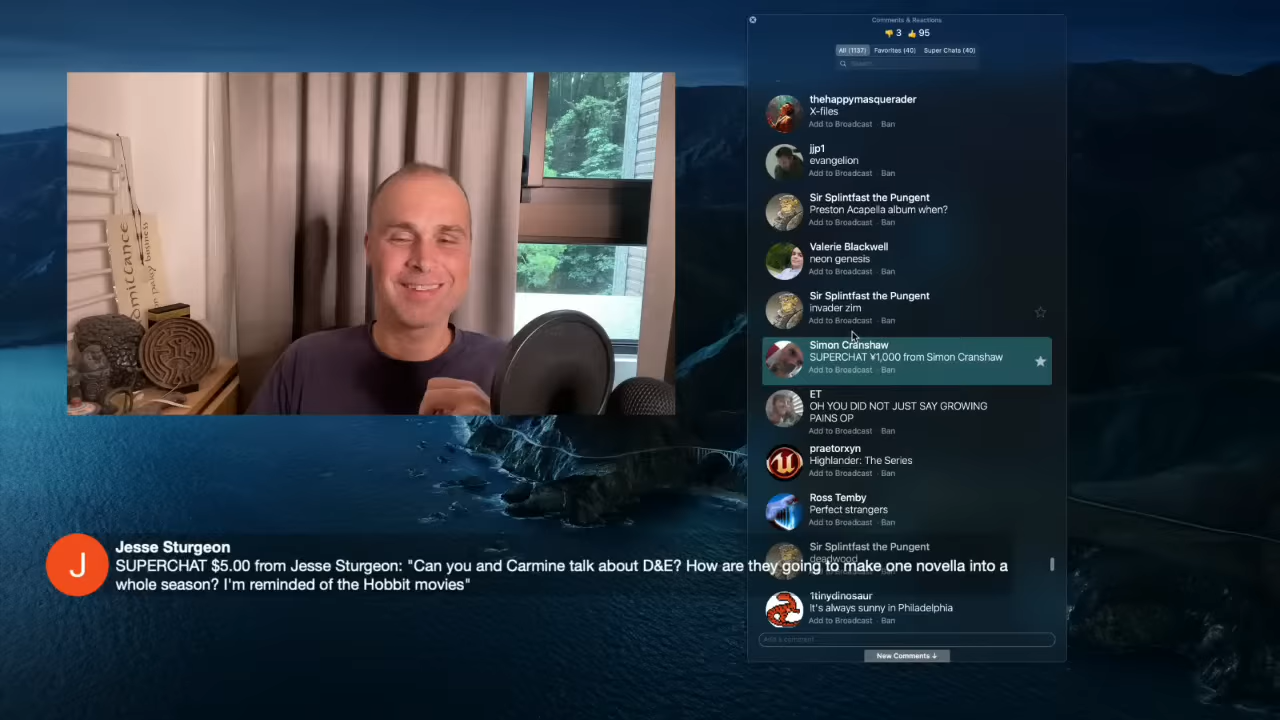 Comments & Reactions
3 95
All (1137) Favorites (40) Super Chats (40)
Search
thehappymasquerader
X-files
Add to Broadcast · Ban
jjp1
evangelion
Add to Broadcast · Ban
Sir Splintfast the Pungent
Preston Acapella album when?
Add to Broadcast · Ban
Valerie Blackwell
neon genesis
Add to Broadcast · Ban
Sir Splintfast the Pungent
invader zim
Add to Broadcast · Ban
Simon Cranshaw
SUPERCHAT ¥1,000 from Simon Cranshaw
Add to Broadcast · Ban
ET
OH YOU DID NOT JUST SAY GROWING
PAINS OP
Add to Broadcast · Ban
praetorxyn
Highlander: The Series
Add to Broadcast · Ban
Ross Temby
Perfect strangers
Add to Broadcast · Ban
Sir Splintfast the Pungent
deadwood
1tinydinosaur
It's always sunny in Philadelphia
Add to Broadcast · Ban
Add a comment
New Comments ↓
J
Jesse Sturgeon
SUPERCHAT $5.00 from Jesse Sturgeon: "Can you and Carmine talk about D&E? How are they going to make one novella into a
whole season? I'm reminded of the Hobbit movies"